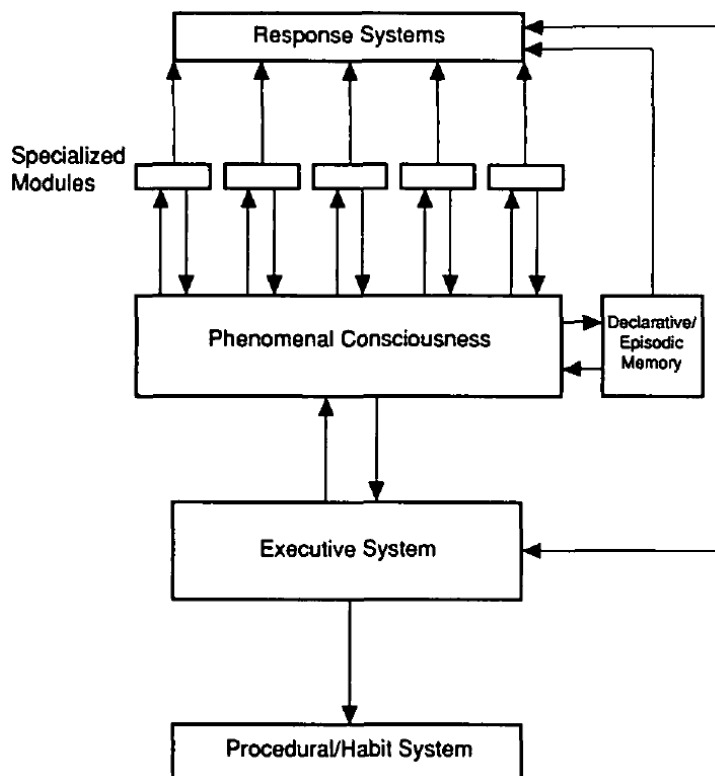 Response Systems
Specialized
Modules
Phenomenal Consciousness
Declarative/
Episodic
Memory
Executive System
Procedural/Habit System